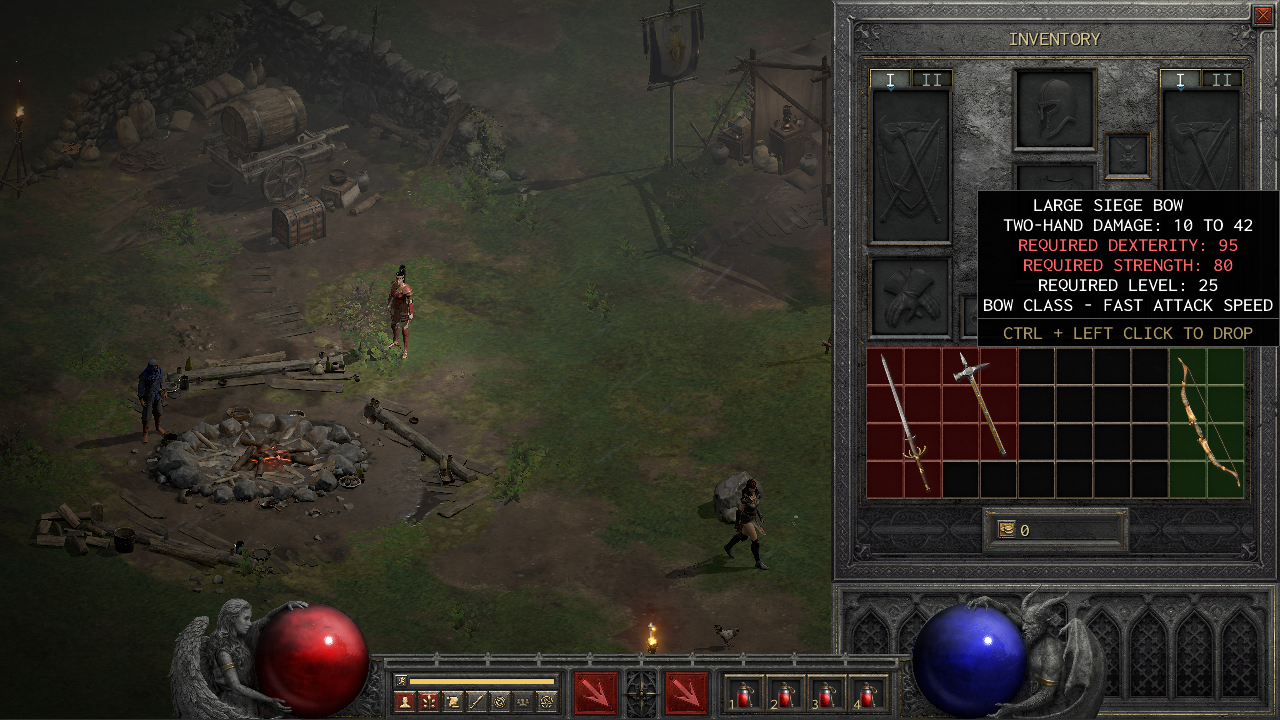 INVENTORY
I II
I II
LARGE SIEGE BOW
TWO-HAND DAMAGE: 10 TO 42
REQUIRED DEXTERITY: 95
REQUIRED STRENGTH: 80
REQUIRED LEVEL: 25
BOW CLASS - FAST ATTACK SPEED
CTRL + LEFT CLICK TO DROP
0
1 2 3 4